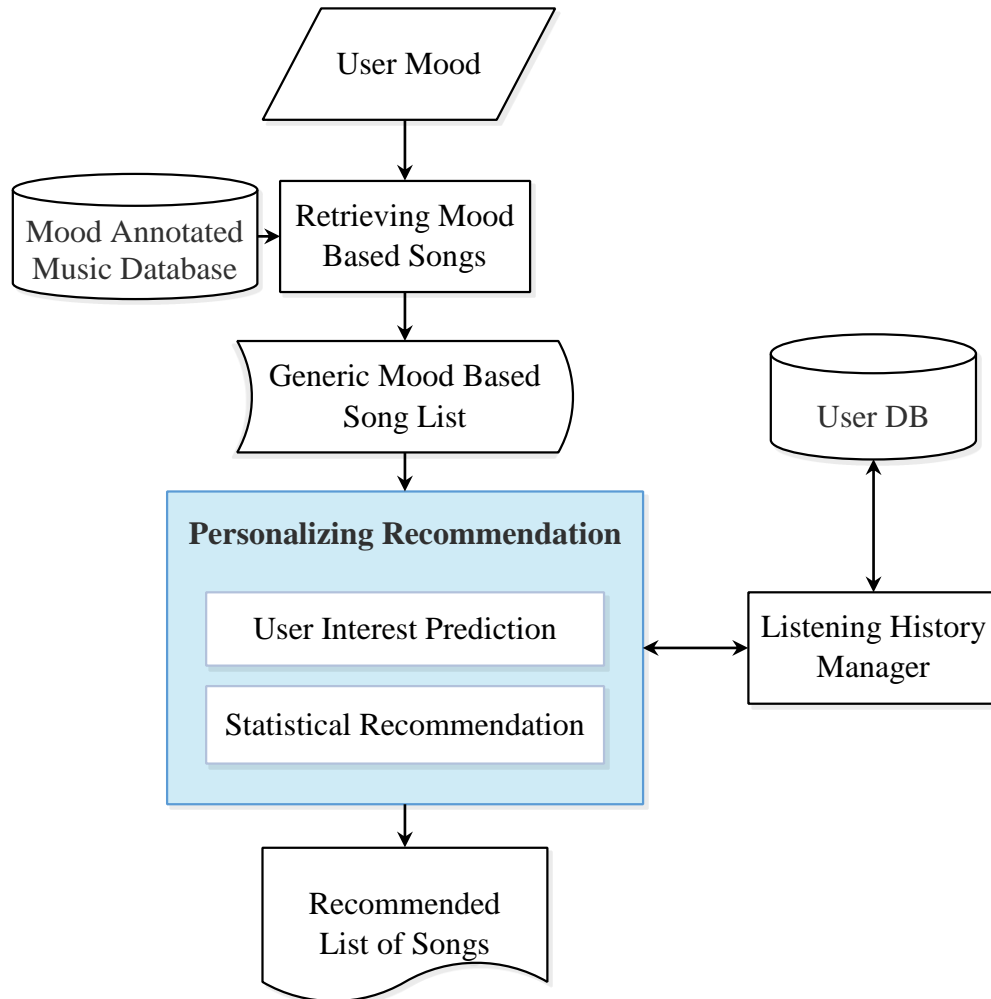 User Mood
Retrieving Mood
Based Songs
Mood Annotated
Music Database
Generic Mood Based
Song List
User DB
Personalizing Recommendation
User Interest Prediction
Statistical Recommendation
Listening History
Manager
Recommended
List of Songs